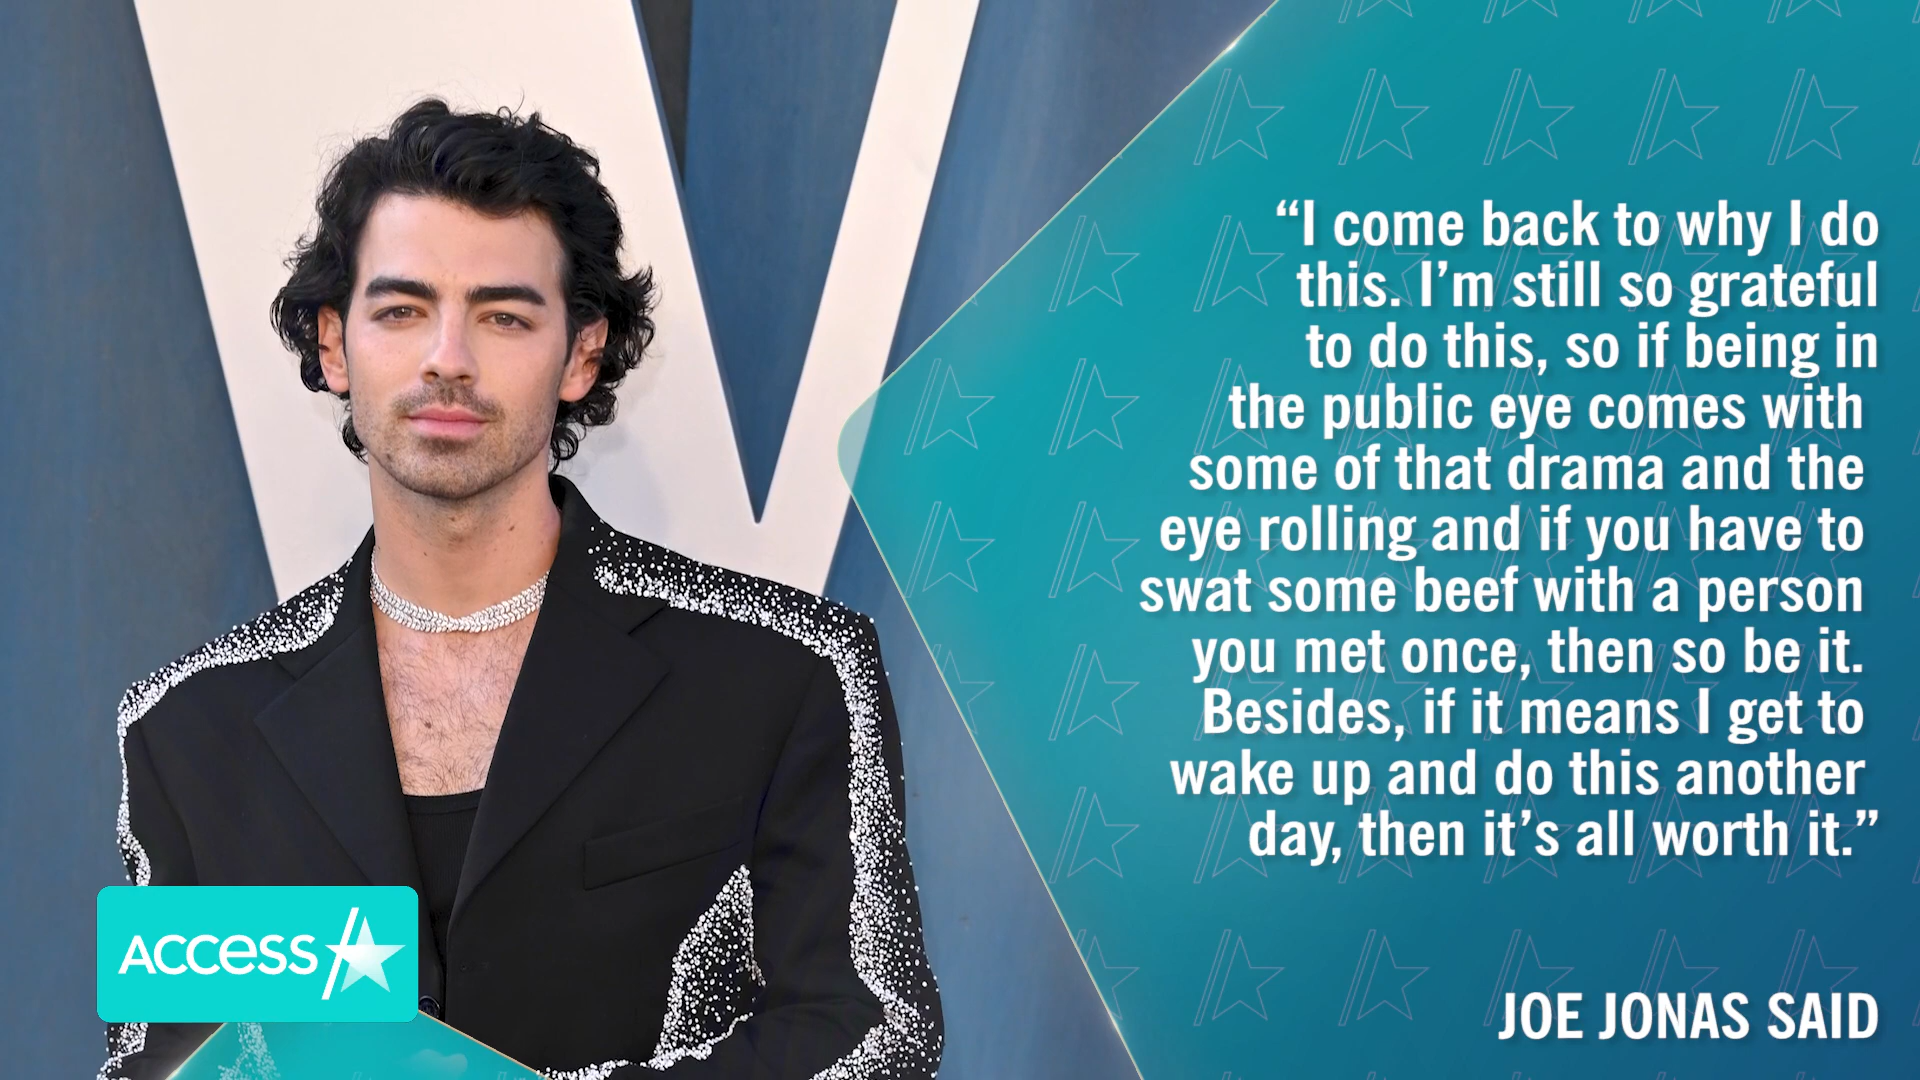 “I come back to why I do
this. I’m still so grateful
to do this, so if being in
the public eye comes with
some of that drama and the
eye rolling and if you have to
swat some beef with a person
you met once, then so be it.
Besides, if it means I get to
wake up and do this another
day, then it’s all worth it.”
JOE JONAS SAID
ACCESS